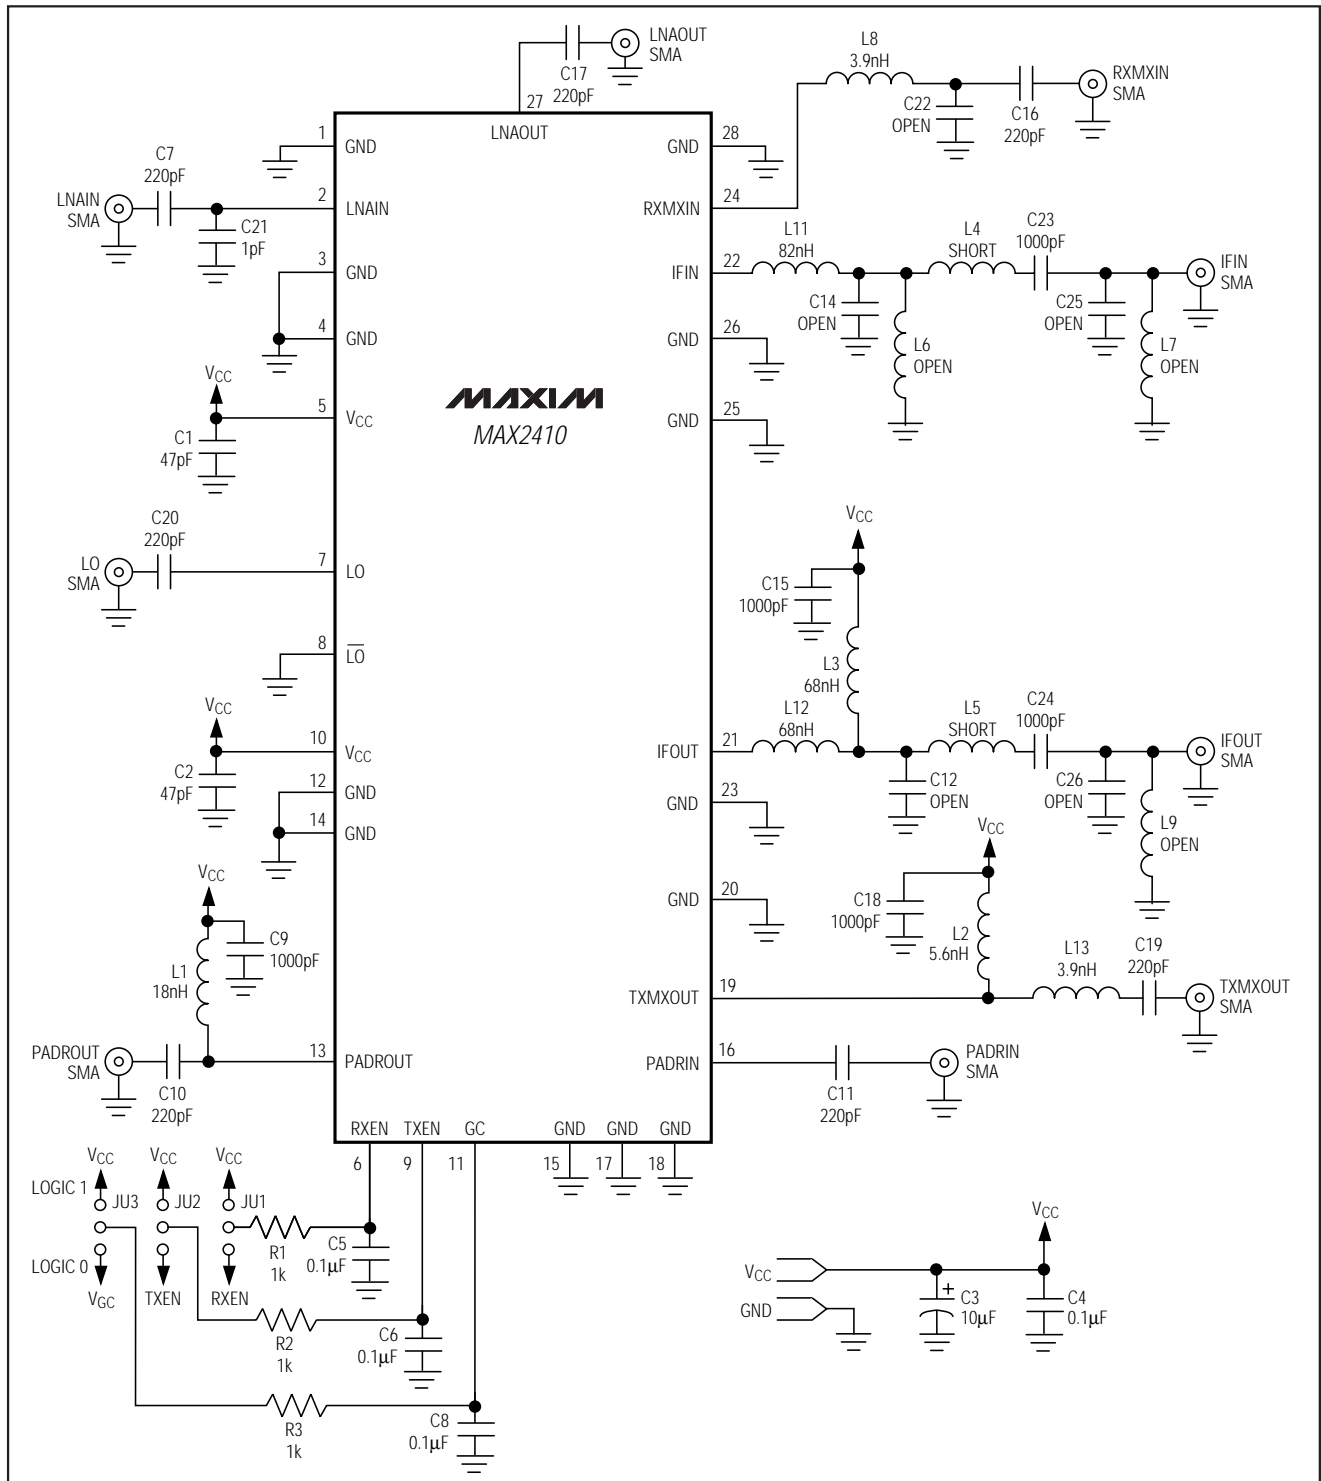 LNAOUT
SMA
C17
220pF
27
LNAOUT
L8
3.9nH
C22
OPEN
C16
220pF
RXMXIN
SMA
1
GND
28
GND
C7
220pF
LNAIN
SMA
2
LNAIN
C21
1pF
24
RXMXIN
3
GND
4
GND
22
IFIN
L11
82nH
C14
OPEN
L6
OPEN
L4
SHORT
C23
1000pF
C25
OPEN
L7
OPEN
IFIN
SMA
26
GND
25
GND
VCC
5
VCC
C1
47pF
MAXIM
MAX2410
C20
220pF
LO
SMA
7
LO
8
L̅O̅
VCC
C15
1000pF
L3
68nH
VCC
10
VCC
C2
47pF
12
GND
14
GND
21
IFOUT
L12
68nH
C12
OPEN
L5
SHORT
C24
1000pF
C26
OPEN
L9
OPEN
IFOUT
SMA
23
GND
20
GND
VCC
C18
1000pF
L2
5.6nH
L13
3.9nH
C19
220pF
TXMXOUT
SMA
19
TXMXOUT
VCC
C9
1000pF
L1
18nH
PADROUT
SMA
C10
220pF
13
PADROUT
16
PADRIN
C11
220pF
PADRIN
SMA
RXEN
TXEN
GC
GND
GND
GND
6
9
11
15
17
18
VCC
VCC
VCC
LOGIC 1
JU3
JU2
JU1
LOGIC 0
VGC
TXEN
RXEN
R1
1k
C5
0.1μF
R2
1k
C6
0.1μF
R3
1k
C8
0.1μF
VCC
VCC
GND
+
C3
10μF
C4
0.1μF